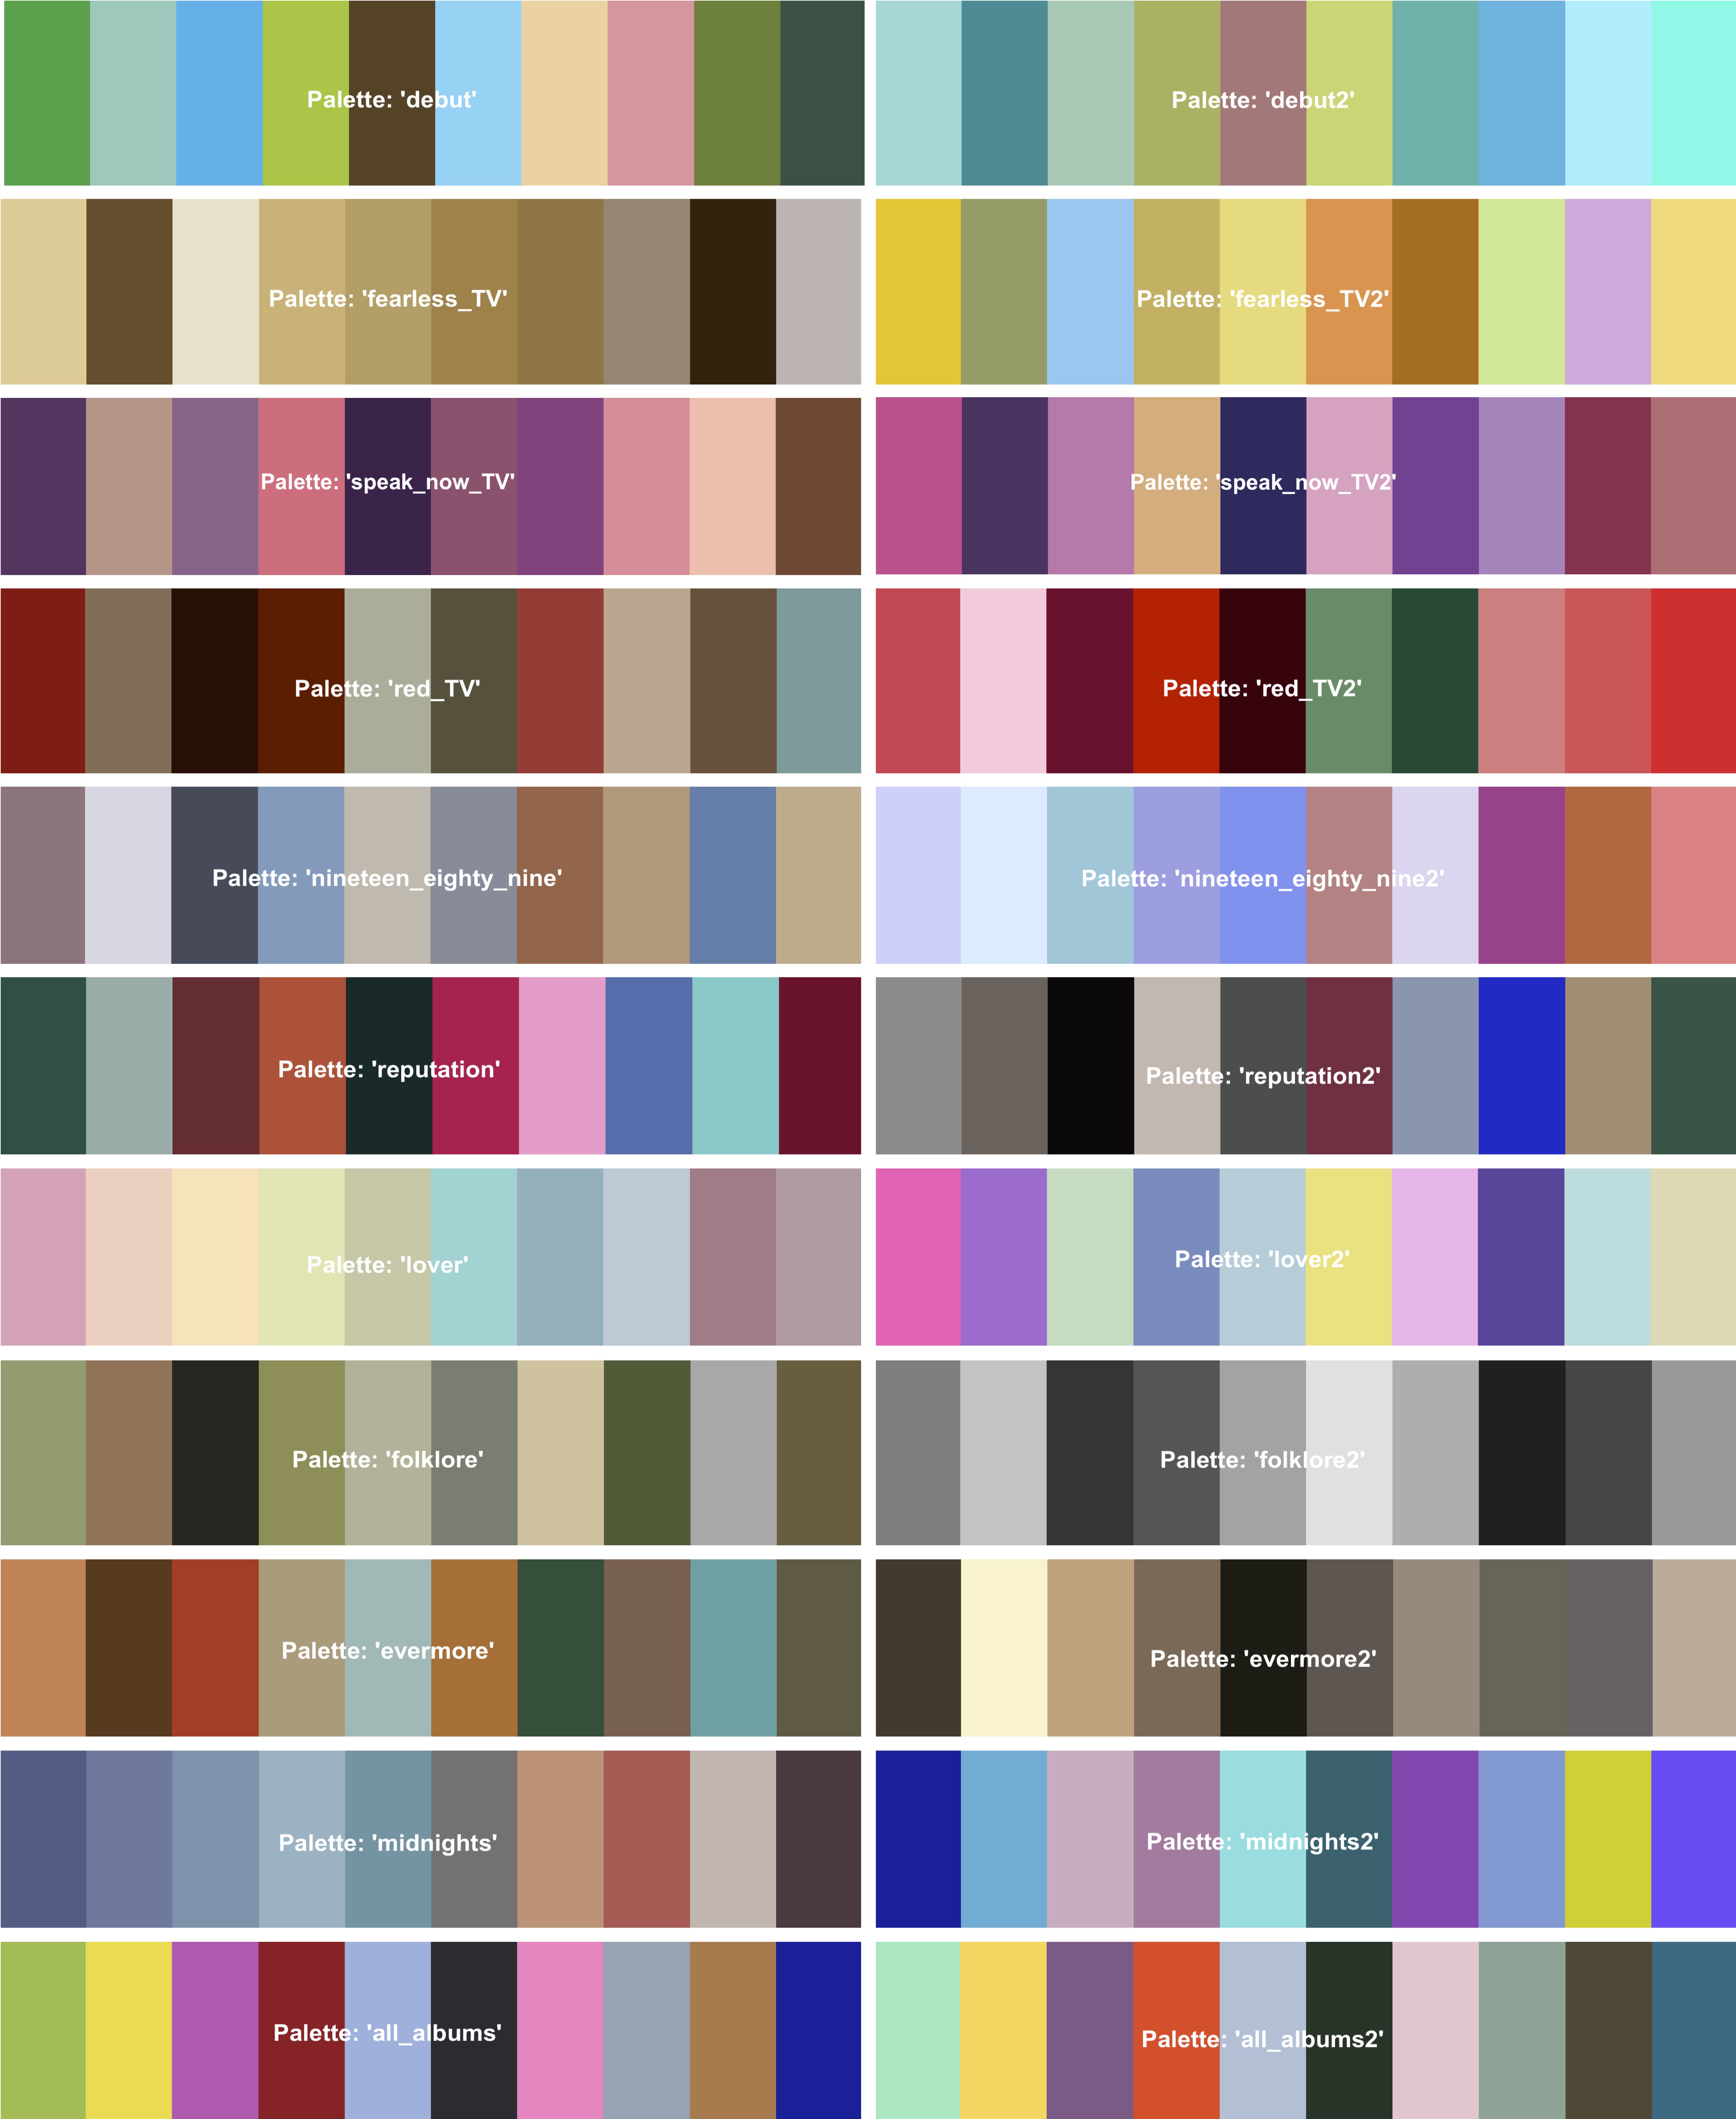 Palette: 'debut'
Palette: 'debut2'
Palette: 'fearless_TV'
Palette: 'fearless_TV2'
Palette: 'speak_now_TV'
Palette: 'speak_now_TV2'
Palette: 'red_TV'
Palette: 'red_TV2'
Palette: 'nineteen_eighty_nine'
Palette: 'nineteen_eighty_nine2'
Palette: 'reputation'
Palette: 'reputation2'
Palette: 'lover'
Palette: 'lover2'
Palette: 'folklore'
Palette: 'folklore2'
Palette: 'evermore'
Palette: 'evermore2'
Palette: 'midnights'
Palette: 'midnights2'
Palette: 'all_albums'
Palette: 'all_albums2'